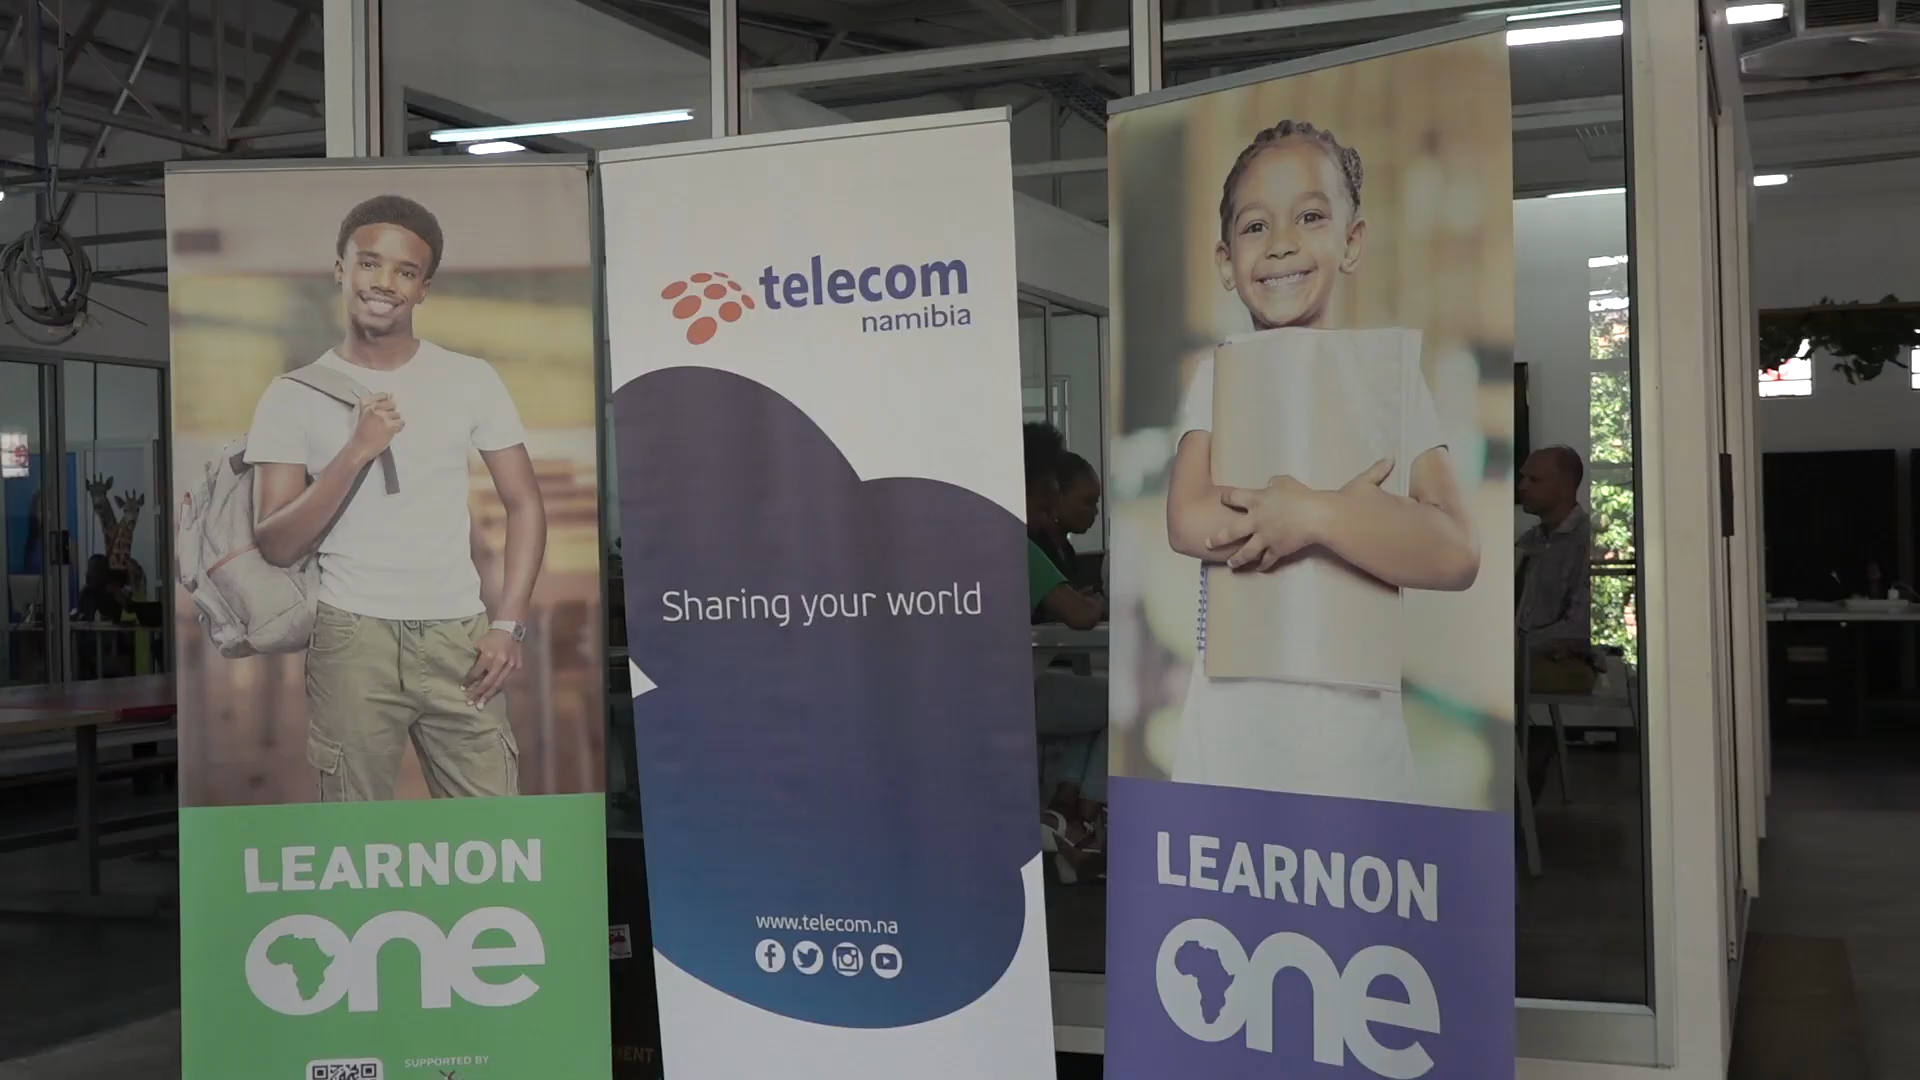 LEARNON
one
SUPPORTED BY
telecom
namibia
Sharing your world
www.telecom.na
LEARNON
one